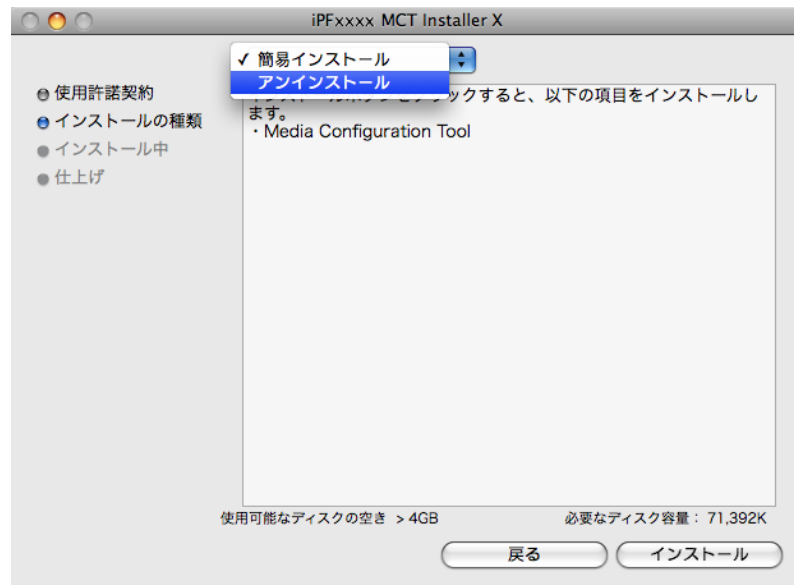 iPFxxxx MCT Installer X
✓ 簡易インストール
アンインストール
使用許諾契約
インストールの種類
インストール中
仕上げ
ックすると、以下の項目をインストールし
ます。
・Media Configuration Tool
使用可能なディスクの空き > 4GB
必要なディスク容量： 71,392K
戻る
インストール